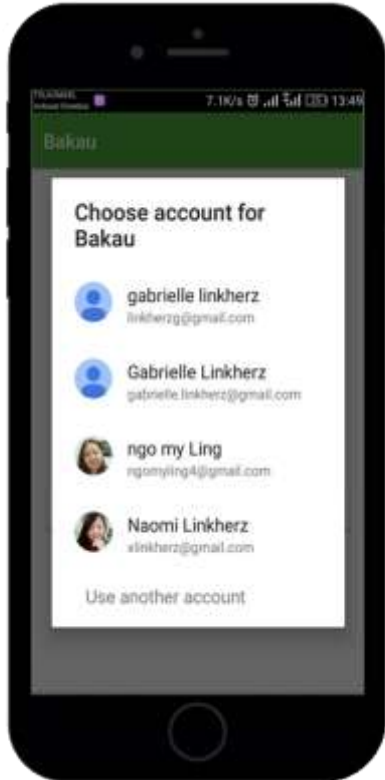 7.1K/s 13:49
Bakau
Choose account for
Bakau
gabrielle linkherz
linkherzg@gmail.com
Gabrielle Linkherz
gabrielle.linkherz@gmail.com
ngo my Ling
ngomyling4@gmail.com
Naomi Linkherz
xlinkherz@gmail.com
Use another account